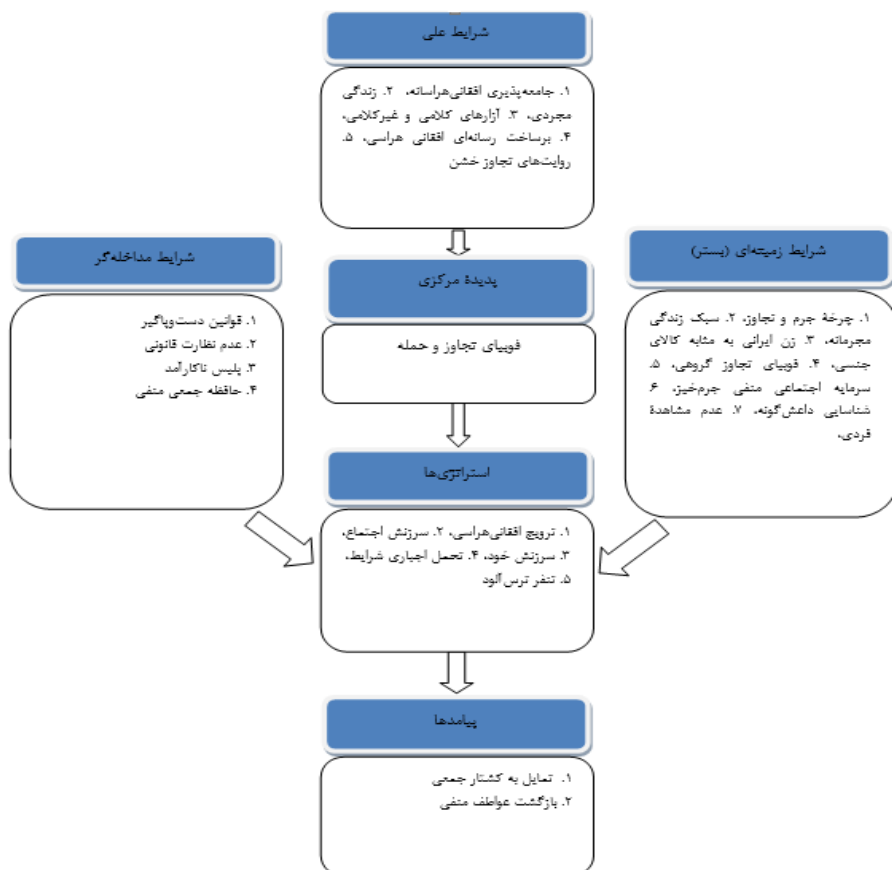 شرایط علی
۱. جامعه‌پذیری افغانی‌هراسانه، ۲. زندگی
مجردی، ۳. آزارهای کلامی و غیرکلامی،
۴. برساخت رسانه‌ای افغانی هراسی، ۵.
روایت‌های تجاوز خشن
شرایط زمینه‌ای (بستر)
۱. چرخهٔ جرم و تجاوز، ۲. سبک زندگی
مجرمانه، ۳. زن ایرانی به مثابه کالای
جنسی، ۴. فوبیای تجاوز گروهی، ۵.
سرمایه اجتماعی منفی جرم‌خیز، ۶
شناسایی داعش‌گونه، ۷. عدم مشاهدهٔ
فردی،
شرایط مداخله‌گر
۱. قوانین دست‌وپاگیر
۲. عدم نظارت قانونی
۳. پلیس ناکارآمد
۴. حافظه جمعی منفی
پدیدهٔ مرکزی
فوبیای تجاوز و حمله
استراتژی‌ها
۱. ترویج افغانی‌هراسی، ۲. سرزنش اجتماع،
۳. سرزنش خود، ۴. تحمل اجباری شرایط،
۵. تنفر ترس‌آلود
پیامدها
۱. تمایل به کشتار جمعی
۲. بازگشت عواطف منفی